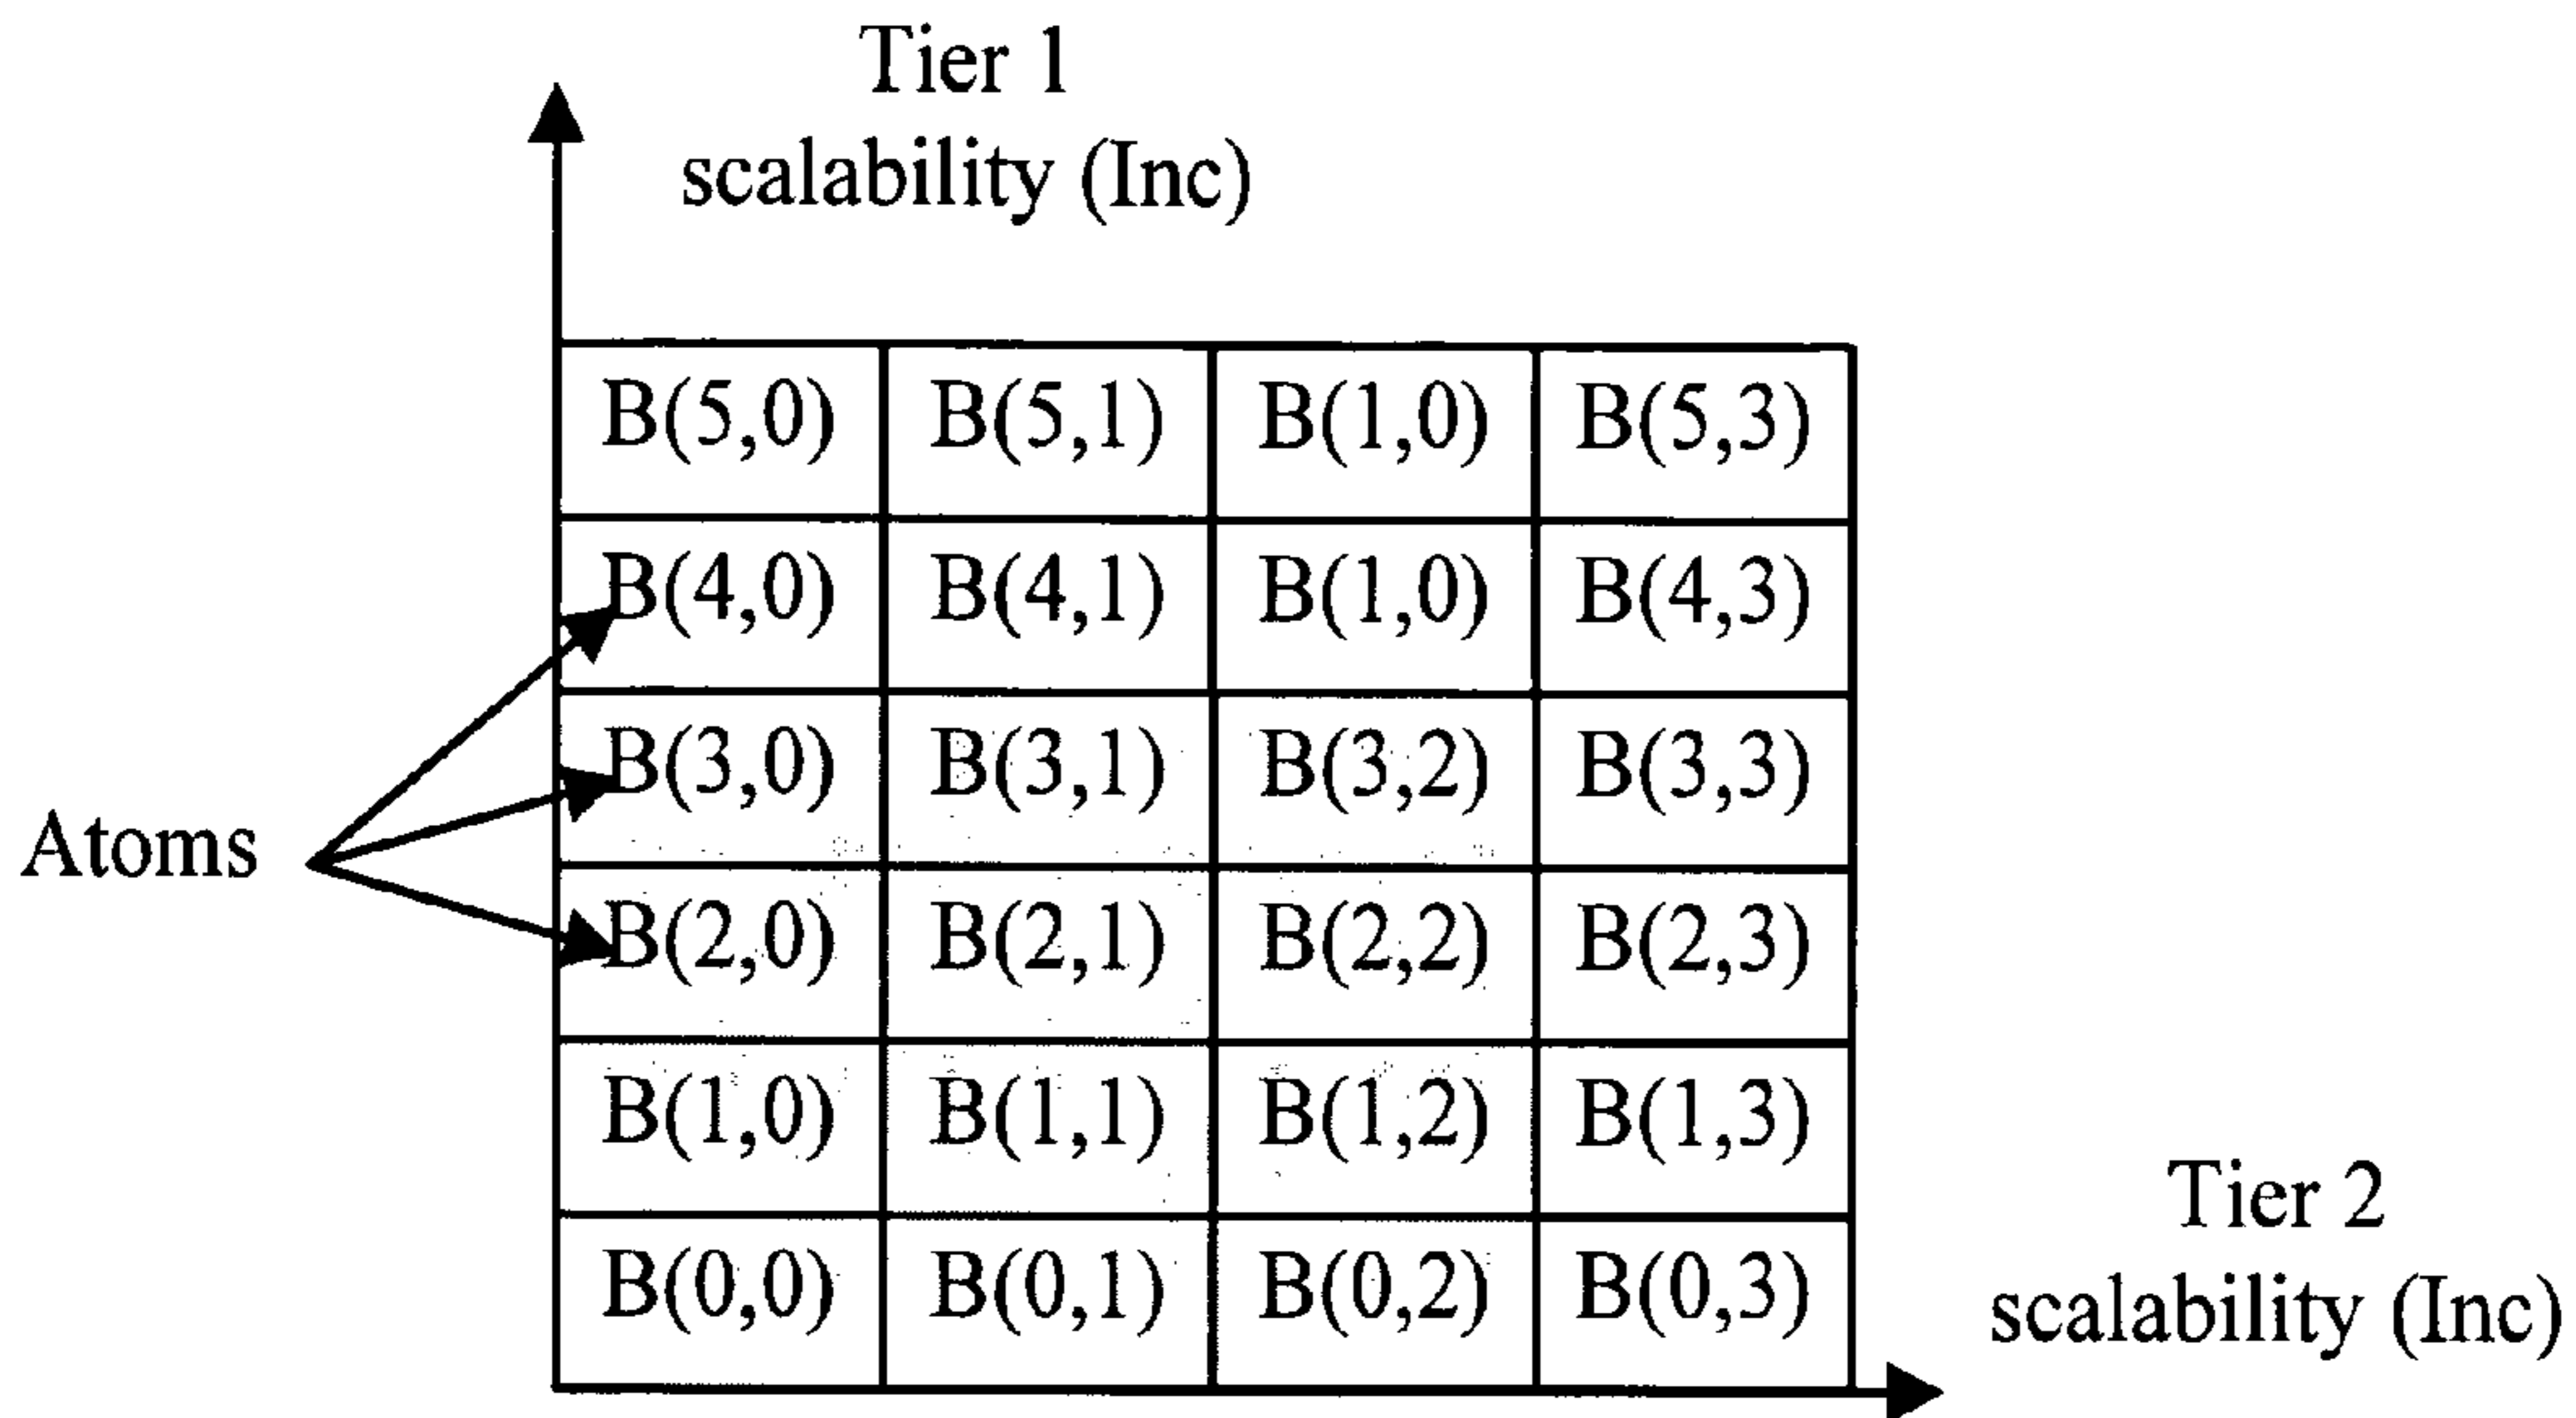 Tier 1
scalability (Inc)
B(5,0) B(5,1) B(1,0) B(5,3)
B(4,0) B(4,1) B(1,0) B(4,3)
B(3,0) B(3,1) B(3,2) B(3,3)
Atoms
B(2,0) B(2,1) B(2,2) B(2,3)
B(1,0) B(1,1) B(1,2) B(1,3)
B(0,0) B(0,1) B(0,2) B(0,3)
Tier 2
scalability (Inc)